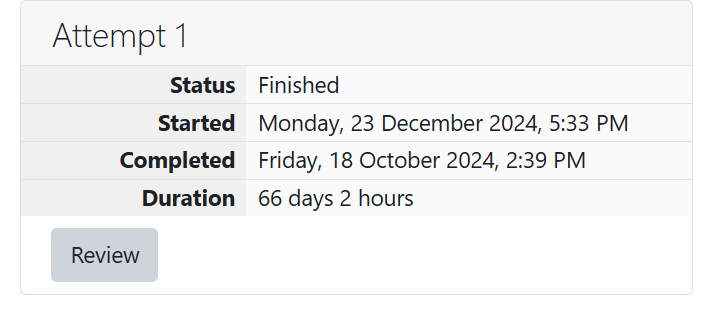 Attempt 1
Status Finished
Started Monday, 23 December 2024, 5:33 PM
Completed Friday, 18 October 2024, 2:39 PM
Duration 66 days 2 hours
Review